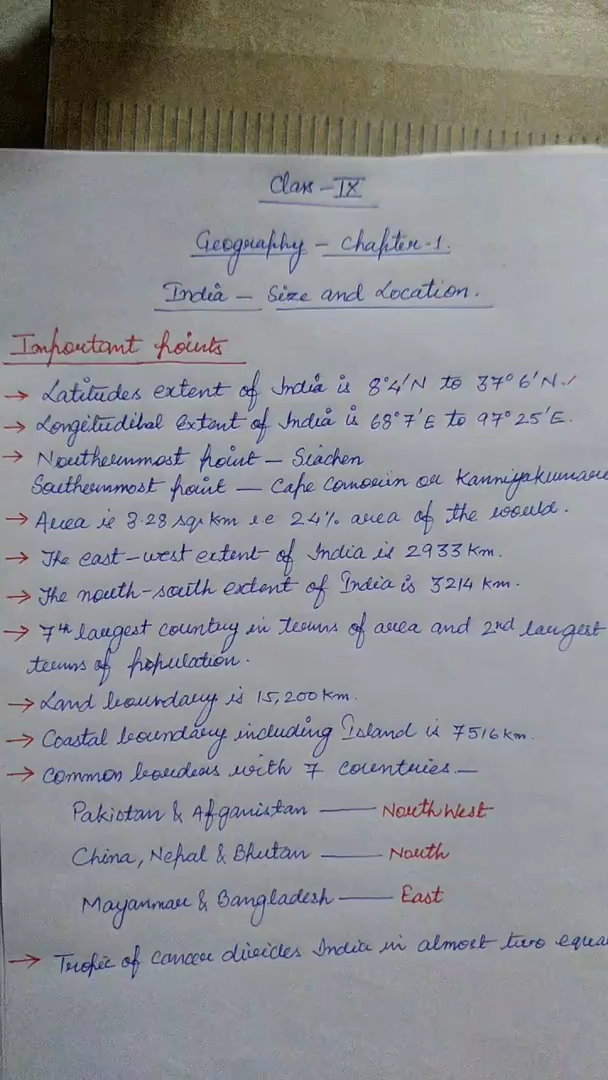 Class - IX
Geography - Chapter-1.
India - Size and Location.
Important points
→ Latitudes extent of India is 8°4'N to 37°6'N.
→ Longitudibal Extent of India is 68°7'E to 97°25'E.
→ Northernmost point - Siachen
Southernmost point - Cape Comorin or Kanniyakumari
→ Area is 3.28 sq. km i.e 2.4% area of the would.
→ The east-west extent of India is 2933 km.
→ The north-south extent of India is 3214 km.
→ 7th largest country in terms of area and 2nd largest
terms of population.
→ Land boundary is 15,200 km.
→ Coastal boundary including Island is 7516 km.
→ Common borders with 7 countries -
Pakistan & Afganistan - North West
China, Nepal & Bhutan - North
Mayanmar & Bangladesh - East
→ Tropic of cancer divides India in almost two equa